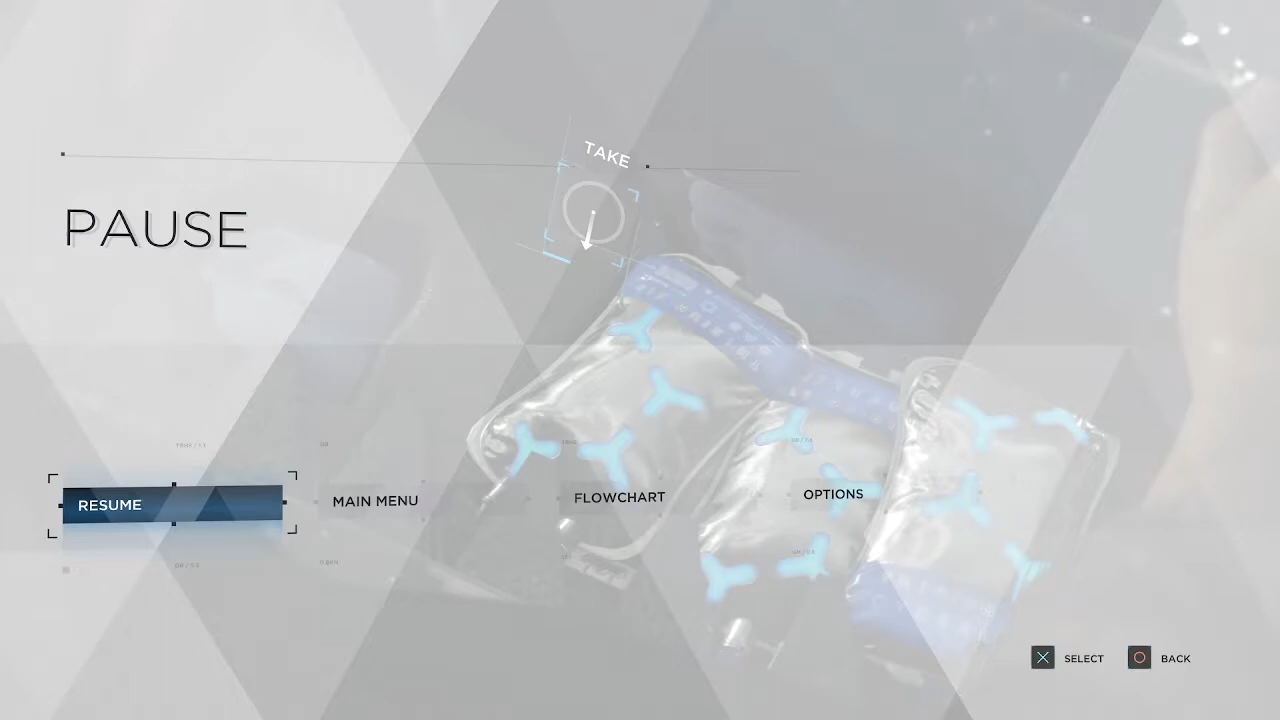 TAKE
PAUSE
RESUME
MAIN MENU
FLOWCHART
OPTIONS
SELECT
BACK